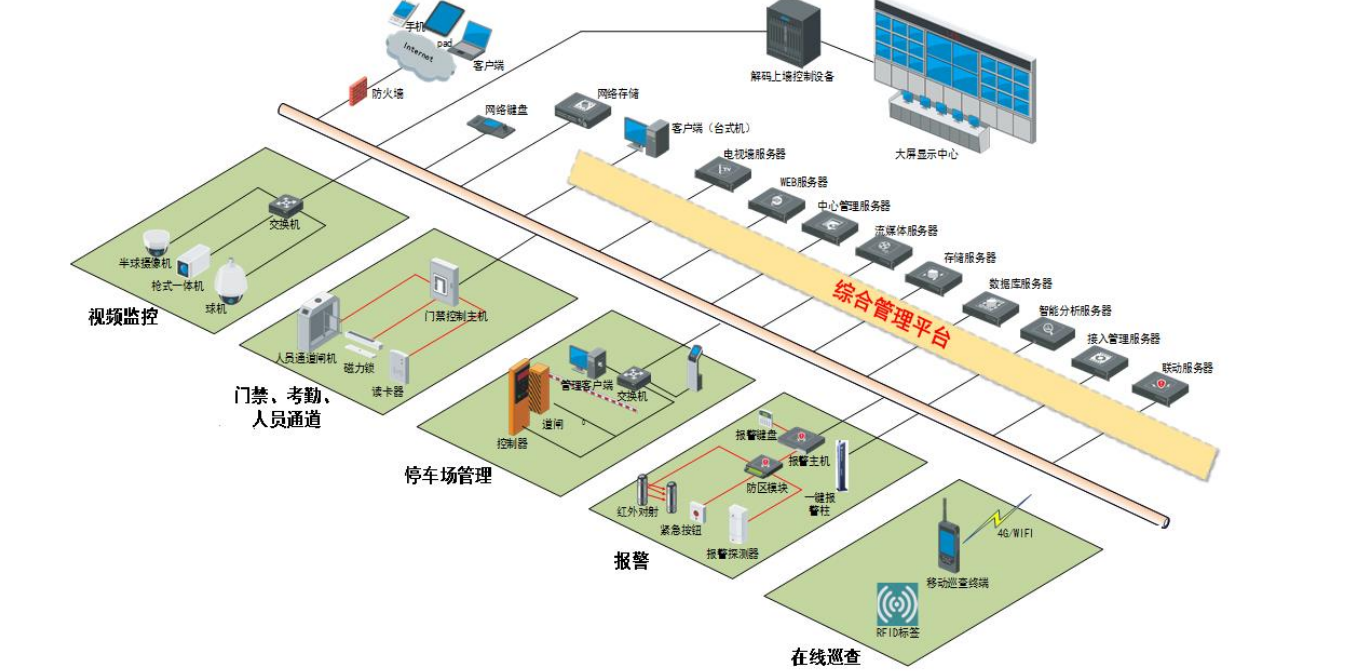 手机
pad
Internet
客户端
防火墙
解码上墙控制设备
大屏显示中心
网络键盘
网络存储
客户端（台式机）
电视墙服务器
WEB服务器
中心管理服务器
流媒体服务器
存储服务器
数据库服务器
智能分析服务器
接入管理服务器
联动服务器
综合管理平台
交换机
半球摄像机
枪式一体机
球机
视频监控
门禁控制主机
人员通道闸机
磁力锁
读卡器
门禁、考勤、
人员通道
管理客户端
交换机
道闸
控制器
停车场管理
报警键盘
报警主机
防区模块
一键报
警柱
红外对射
紧急按钮
报警探测器
报警
4G/WIFI
移动巡查终端
RFID标签
在线巡查